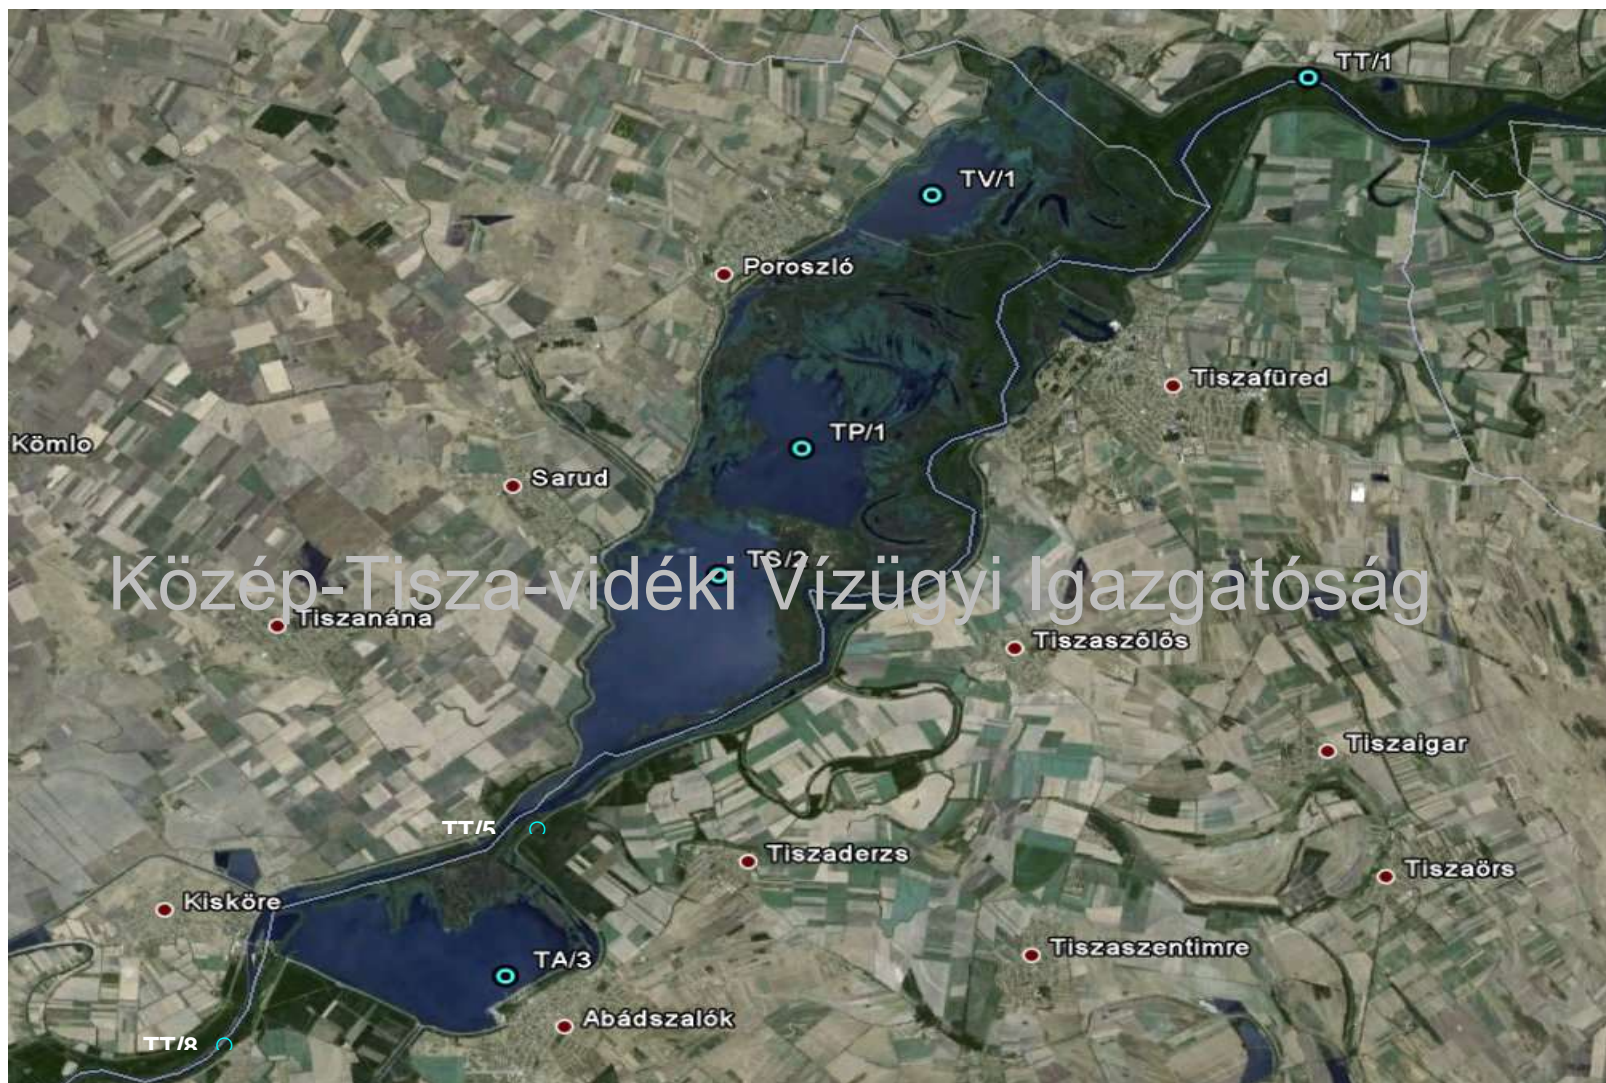 TT/1
TV/1
Poroszló
Tiszafüred
TP/1
Kömlo
Sarud
TS/2
Közép-Tisza-vidéki Vízügyi Igazgatóság
Tiszanána
Tiszaszõlõs
Tiszaigar
TT/5
Tiszaderzs
Tiszaörs
Kisköre
Tiszaszentimre
TA/3
Abádszalók
TT/8